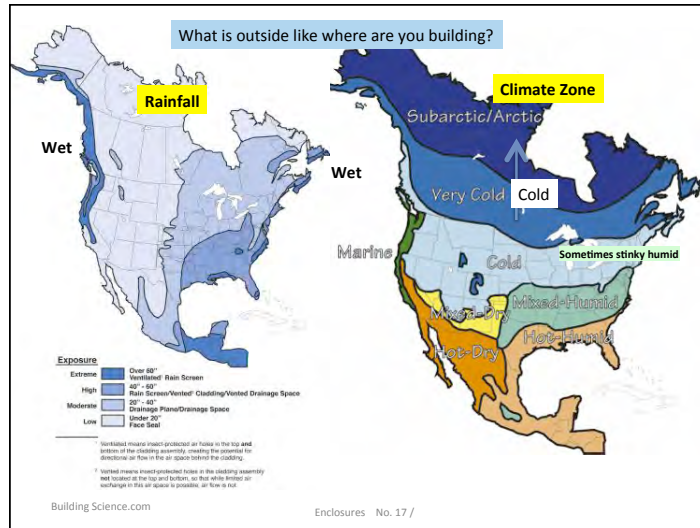 What is outside like where are you building?
Rainfall
Climate Zone
Subarctic/Arctic
Wet
Wet
Very Cold
Cold
Marine
Cold
Sometimes stinky humid
Mixed-Humid
Mixed-Dry
Hot-Humid
Hot-Dry
Exposure
Extreme
Over 60"
Ventilated¹ Rain Screen
High
40" - 60"
Rain Screen/Vented² Cladding/Vented Drainage Space
Moderate
20" - 40"
Drainage Plane/Drainage Space
Low
Under 20"
Face Seal
¹ Ventilated means insect-protected air holes in the top and
bottom of the cladding assembly, creating the potential for
directional air flow in the air space behind the cladding.
² Vented means insect-protected holes in the cladding assembly
not located at the top and bottom, so that while limited air
exchange in this air space is possible, air flow is not.
Building Science.com
Enclosures No. 17 /